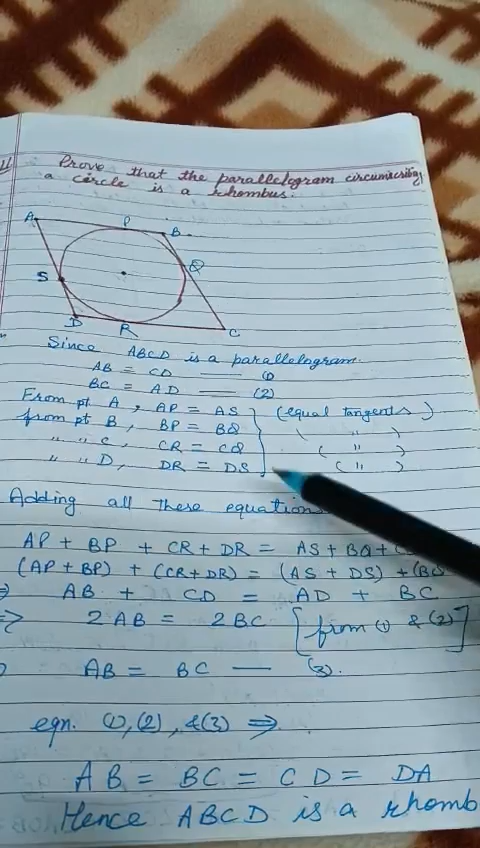 11 Prove that the parallelogram circumscribing
a circle is a rhombus.
A P B
S Q
D R C
Since ABCD is a parallelogram.
AB = CD —— (1)
BC = AD —— (2)
From pt A, AP = AS (equal tangents)
from pt B, BP = BQ ( " )
" " C, CR = CQ ( " )
" " D, DR = DS ( " )
Adding all these equation
AP + BP + CR + DR = AS + BQ +
(AP + BP) + (CR + DR) = (AS + DS) + (BQ
⇒ AB + CD = AD + BC
⇒ 2AB = 2BC [from (1) & (2)]
AB = BC — (3).
eqn. (1), (2), & (3) ⇒
AB = BC = CD = DA
Hence ABCD is a rhomb